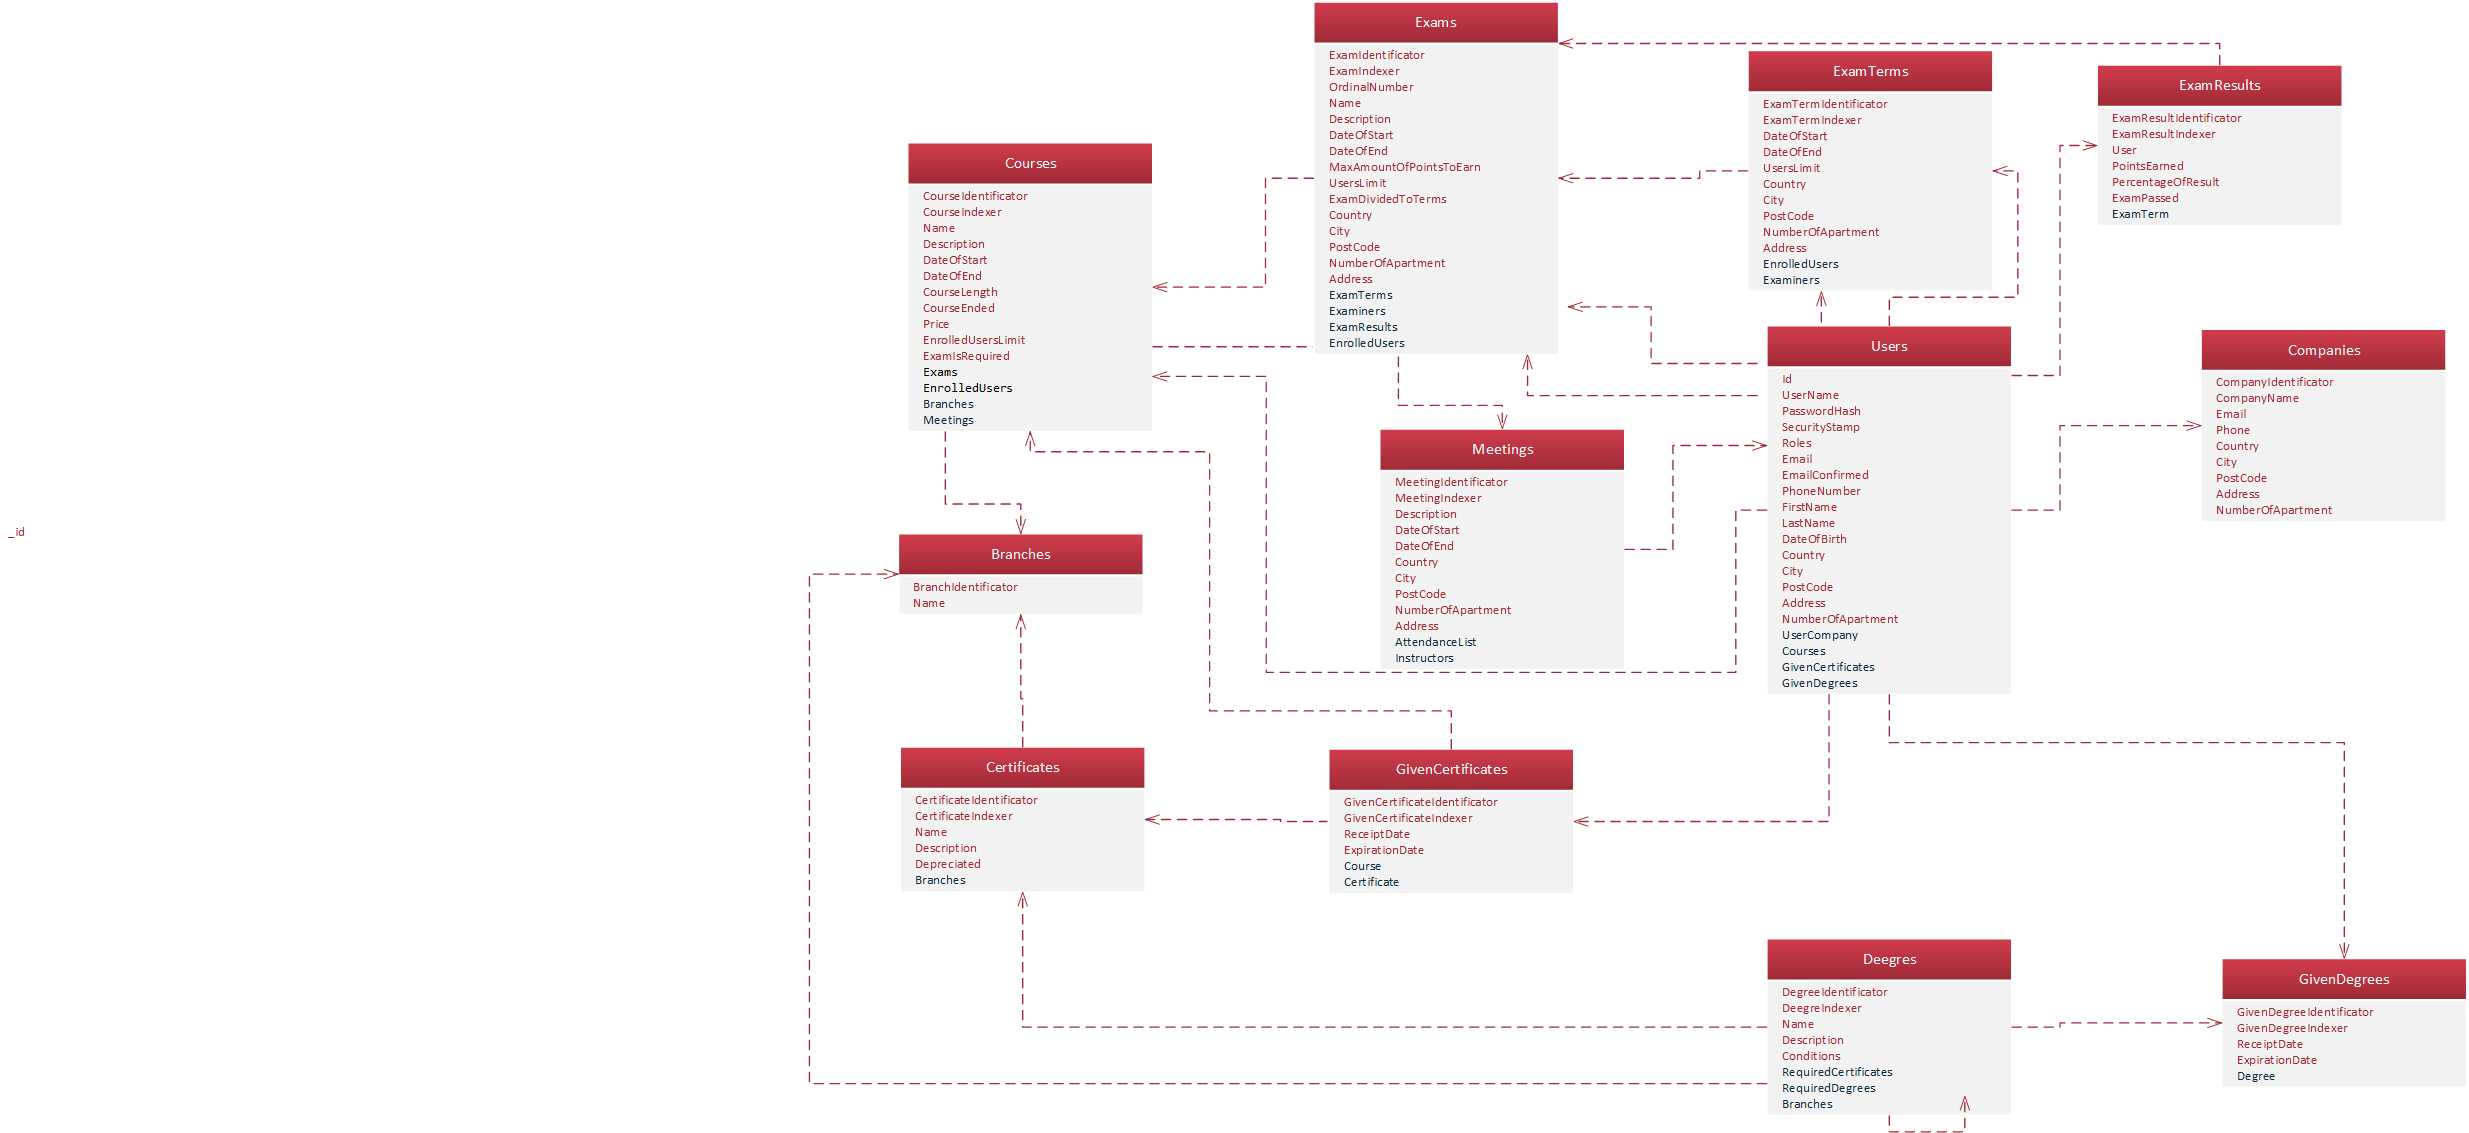 Exams
ExamIdentificator
ExamIndexer
OrdinalNumber
Name
Description
DateOfStart
DateOfEnd
MaxAmountOfPointsToEarn
UsersLimit
ExamDividedToTerms
Country
City
PostCode
NumberOfApartment
Address
ExamTerms
Examiners
ExamResults
EnrolledUsers
ExamTerms
ExamTermIdentificator
ExamTermIndexer
DateOfStart
DateOfEnd
UsersLimit
Country
City
PostCode
NumberOfApartment
Address
EnrolledUsers
Examiners
ExamResults
ExamResultIdentificator
ExamResultIndexer
User
PointsEarned
PercentageOfResult
ExamPassed
ExamTerm
Courses
CourseIdentificator
CourseIndexer
Name
Description
DateOfStart
DateOfEnd
CourseLength
CourseEnded
Price
EnrolledUsersLimit
ExamIsRequired
Exams
EnrolledUsers
Branches
Meetings
Users
Id
UserName
PasswordHash
SecurityStamp
Roles
Email
EmailConfirmed
PhoneNumber
FirstName
LastName
DateOfBirth
Country
City
PostCode
Address
NumberOfApartment
UserCompany
Courses
GivenCertificates
GivenDegrees
Companies
CompanyIdentificator
CompanyName
Email
Phone
Country
City
PostCode
Address
NumberOfApartment
Meetings
MeetingIdentificator
MeetingIndexer
Description
DateOfStart
DateOfEnd
Country
City
PostCode
NumberOfApartment
Address
AttendanceList
Instructors
_id
Branches
BranchIdentificator
Name
Certificates
CertificateIdentificator
CertificateIndexer
Name
Description
Depreciated
Branches
GivenCertificates
GivenCertificateIdentificator
GivenCertificateIndexer
ReceiptDate
ExpirationDate
Course
Certificate
Deegres
DegreeIdentificator
DeegreIndexer
Name
Description
Conditions
RequiredCertificates
RequiredDegrees
Branches
GivenDegrees
GivenDegreeIdentificator
GivenDegreeIndexer
ReceiptDate
ExpirationDate
Degree